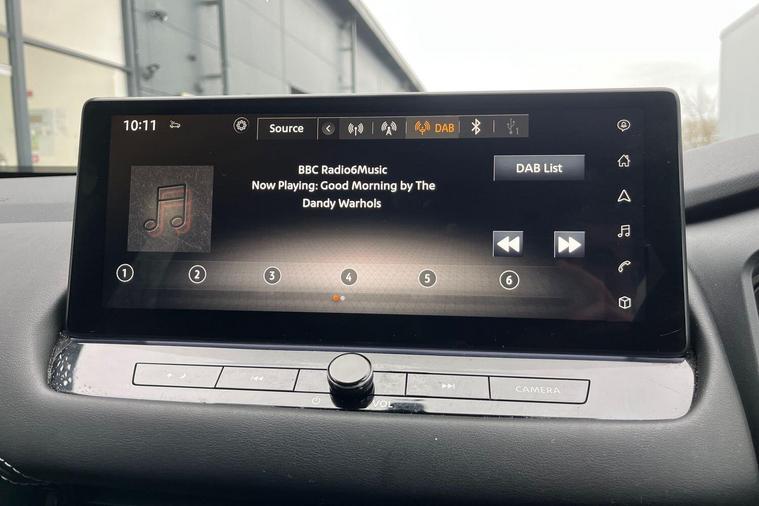 10:11
Source
DAB
BBC Radio6Music
Now Playing: Good Morning by The
Dandy Warhols
DAB List
1
2
3
4
5
6
CAMERA
VOL